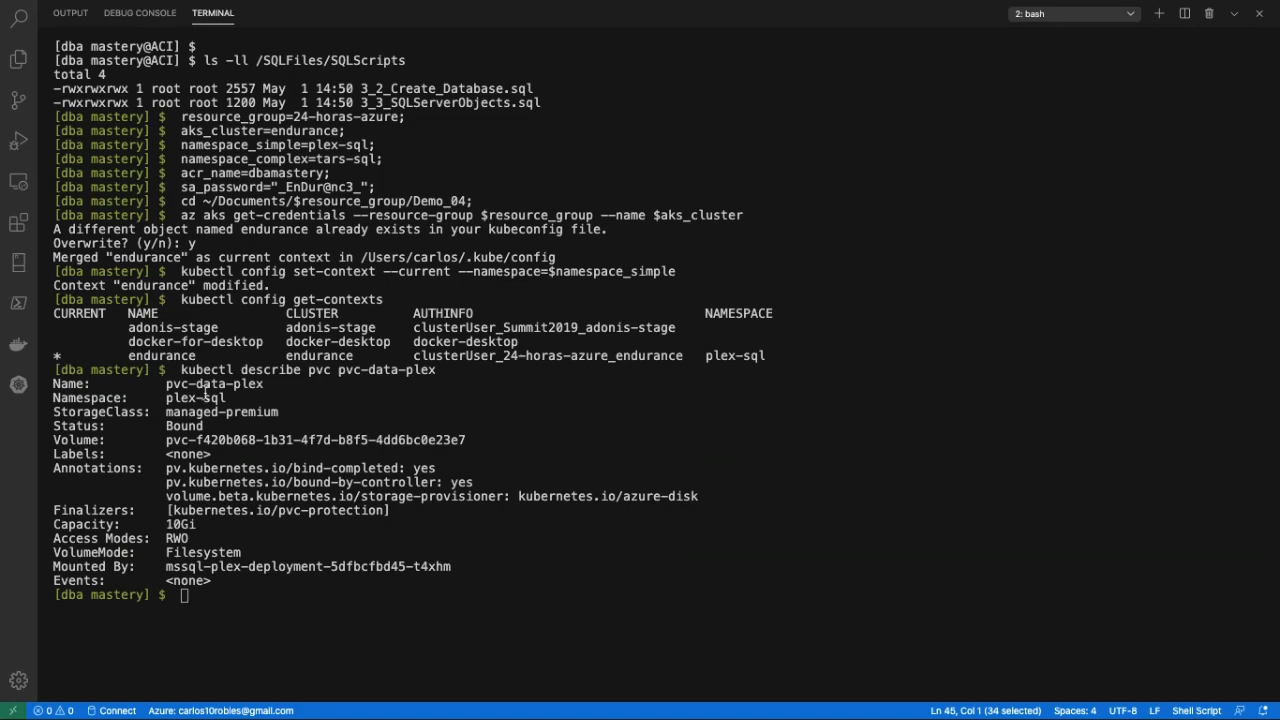 OUTPUT DEBUG CONSOLE TERMINAL 2: bash
[dba mastery@ACI] $
[dba mastery@ACI] $ ls -ll /SQLFiles/SQLScripts
total 4
-rwxrwxrwx 1 root root 2557 May  1 14:50 3_2_Create_Database.sql
-rwxrwxrwx 1 root root 1200 May  1 14:50 3_3_SQLServerObjects.sql
[dba mastery] $  resource_group=24-horas-azure;
[dba mastery] $  aks_cluster=endurance;
[dba mastery] $  namespace_simple=plex-sql;
[dba mastery] $  namespace_complex=tars-sql;
[dba mastery] $  acr_name=dbamastery;
[dba mastery] $  sa_password="_EnDur@nc3_";
[dba mastery] $  cd ~/Documents/$resource_group/Demo_04;
[dba mastery] $  az aks get-credentials --resource-group $resource_group --name $aks_cluster
A different object named endurance already exists in your kubeconfig file.
Overwrite? (y/n): y
Merged "endurance" as current context in /Users/carlos/.kube/config
[dba mastery] $  kubectl config set-context --current --namespace=$namespace_simple
Context "endurance" modified.
[dba mastery] $  kubectl config get-contexts
CURRENT   NAME                 CLUSTER          AUTHINFO                               NAMESPACE
adonis-stage         adonis-stage     clusterUser_Summit2019_adonis-stage
docker-for-desktop   docker-desktop   docker-desktop
*         endurance            endurance        clusterUser_24-horas-azure_endurance   plex-sql
[dba mastery] $  kubectl describe pvc pvc-data-plex
Name:          pvc-data-plex
Namespace:     plex-sql
StorageClass:  managed-premium
Status:        Bound
Volume:        pvc-f420b068-1b31-4f7d-b8f5-4dd6bc0e23e7
Labels:        <none>
Annotations:   pv.kubernetes.io/bind-completed: yes
pv.kubernetes.io/bound-by-controller: yes
volume.beta.kubernetes.io/storage-provisioner: kubernetes.io/azure-disk
Finalizers:    [kubernetes.io/pvc-protection]
Capacity:      10Gi
Access Modes:  RWO
VolumeMode:    Filesystem
Mounted By:    mssql-plex-deployment-5dfbcfbd45-t4xhm
Events:        <none>
[dba mastery] $
0 0 Connect Azure: carlos10robles@gmail.com Ln 45, Col 1 (34 selected) Spaces: 4 UTF-8 LF Shell Script